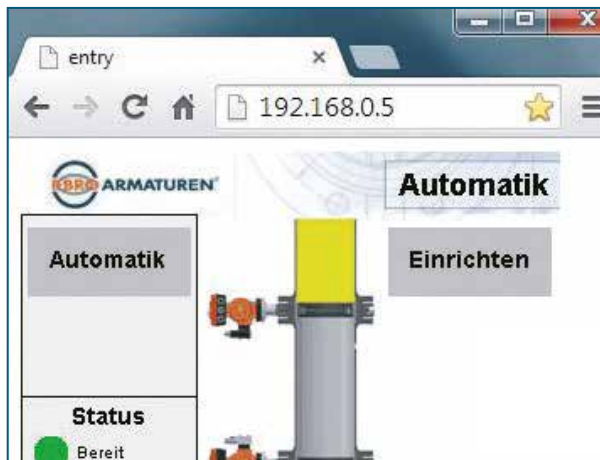 entry
192.168.0.5
EBRO ARMATUREN®
Automatik
Automatik
Einrichten
Status
Bereit